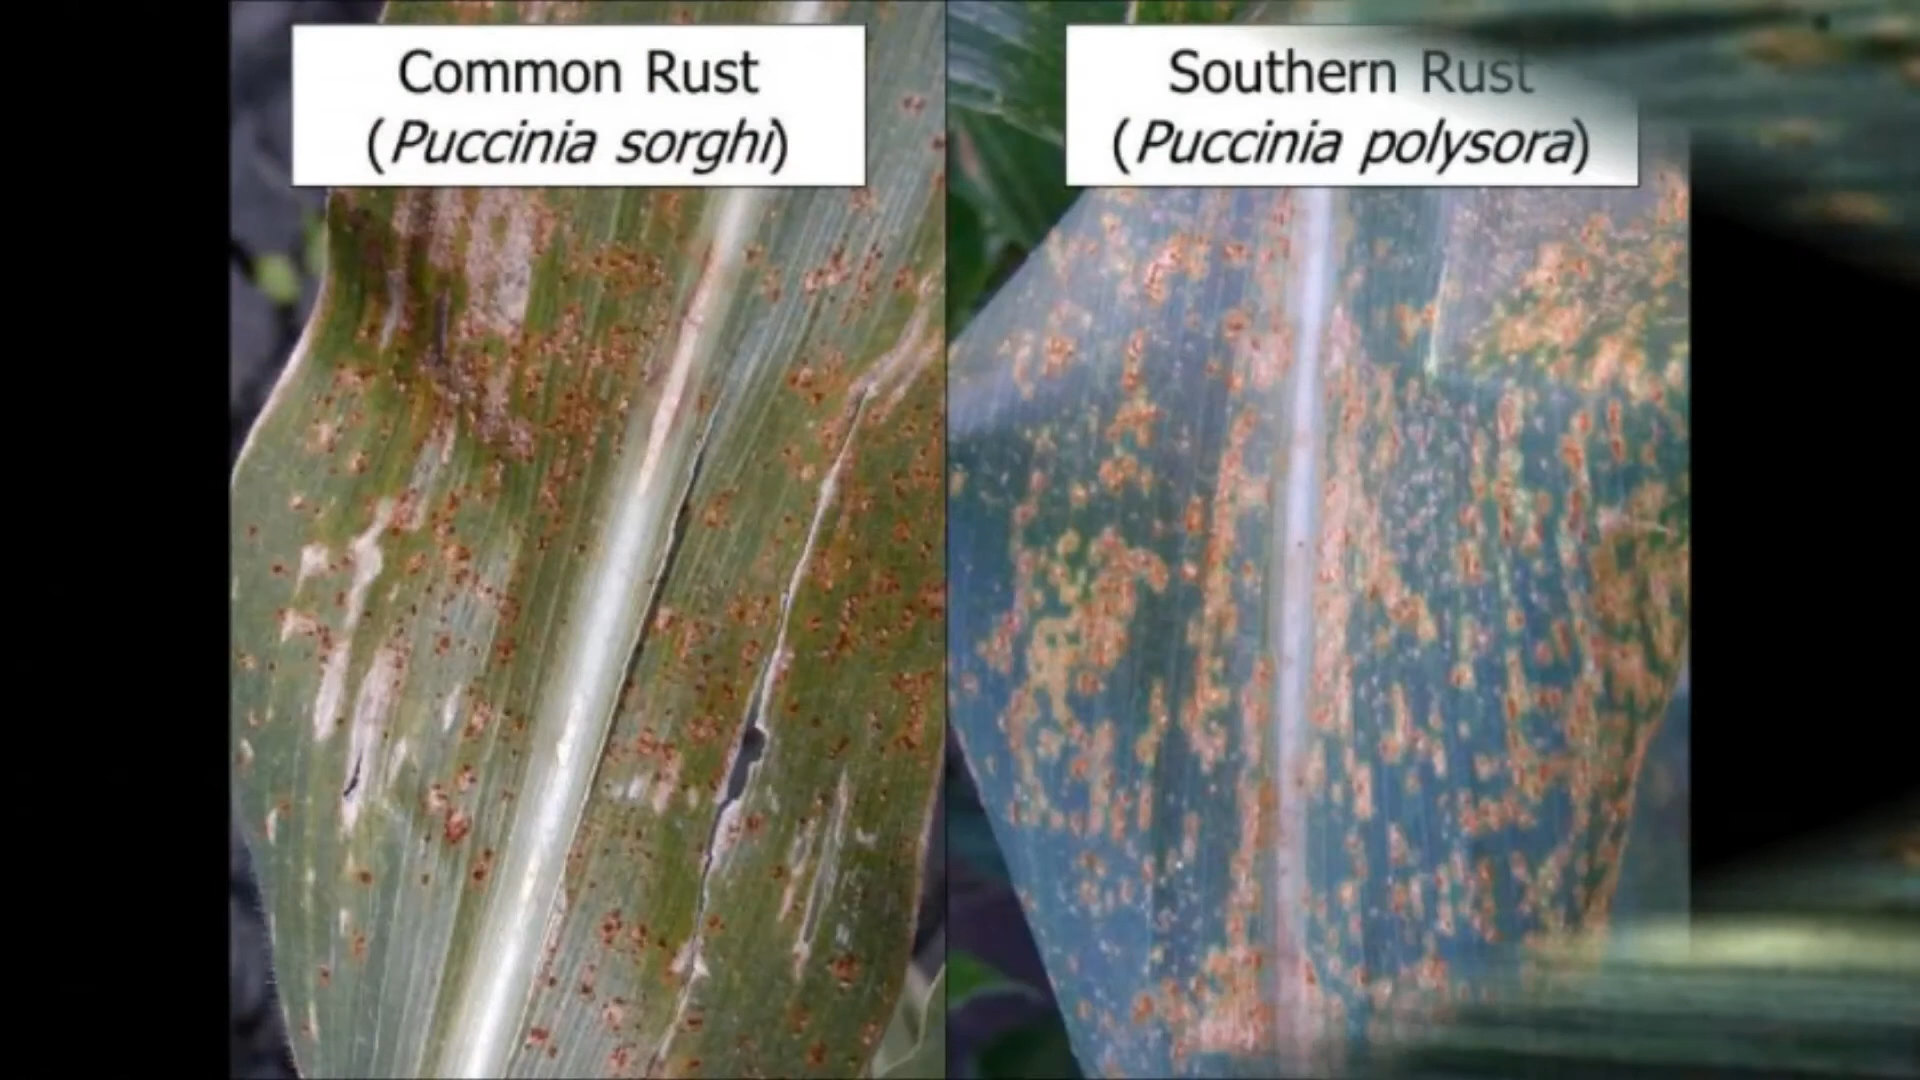 Common Rust
(Puccinia sorghi)
Southern Rust
(Puccinia polysora)